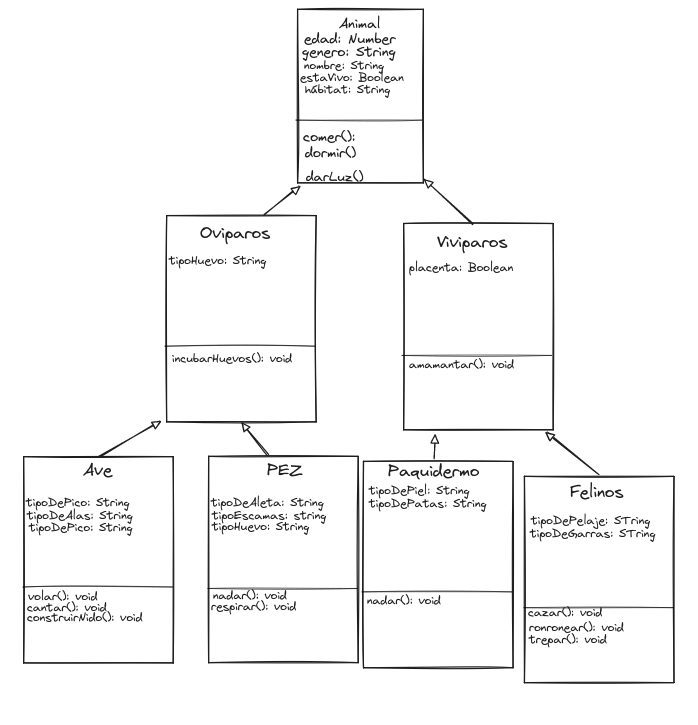 Animal
edad: Number
genero: String
nombre: String
estaVivo: Boolean
hábitat: String
comer():
dormir()
darLuz()
Oviparos
tipoHuevo: String
incubarHuevos(): void
Viviparos
placenta: Boolean
amamantar(): void
Ave
tipoDePico: String
tipoDeAlas: String
tipoDePico: String
volar(): void
cantar(): void
construirNido(): void
PEZ
tipoDeAleta: String
tipoEscamas: string
tipoHuevo: String
nadar(): void
respirar(): void
Paquidermo
tipoDePiel: String
tipoDePatas: String
nadar(): void
Felinos
tipoDePelaje: STring
tipoDeGarras: STring
cazar(): void
ronronear(): void
trepar(): void